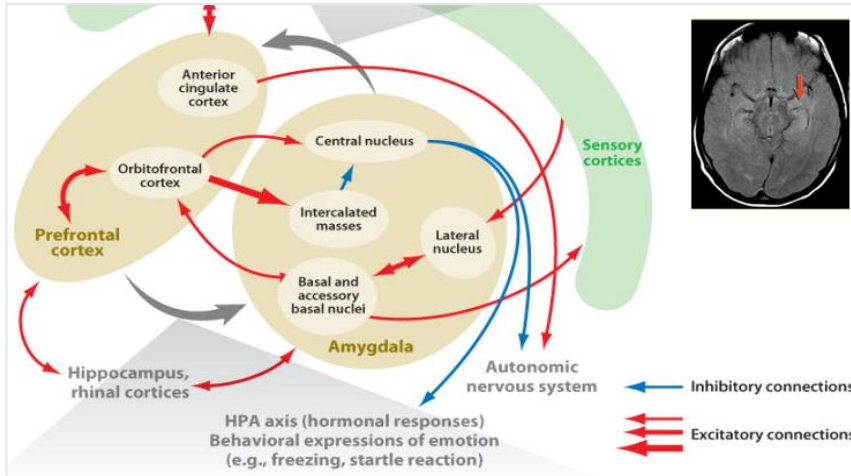 Anterior
cingulate
cortex
Central nucleus
Sensory
cortices
Orbitofrontal
cortex
Intercalated
masses
Lateral
nucleus
Prefrontal
cortex
Basal and
accessory
basal nuclei
Amygdala
Hippocampus,
rhinal cortices
Autonomic
nervous system
HPA axis (hormonal responses)
Behavioral expressions of emotion
(e.g., freezing, startle reaction)
Inhibitory connections
Excitatory connections